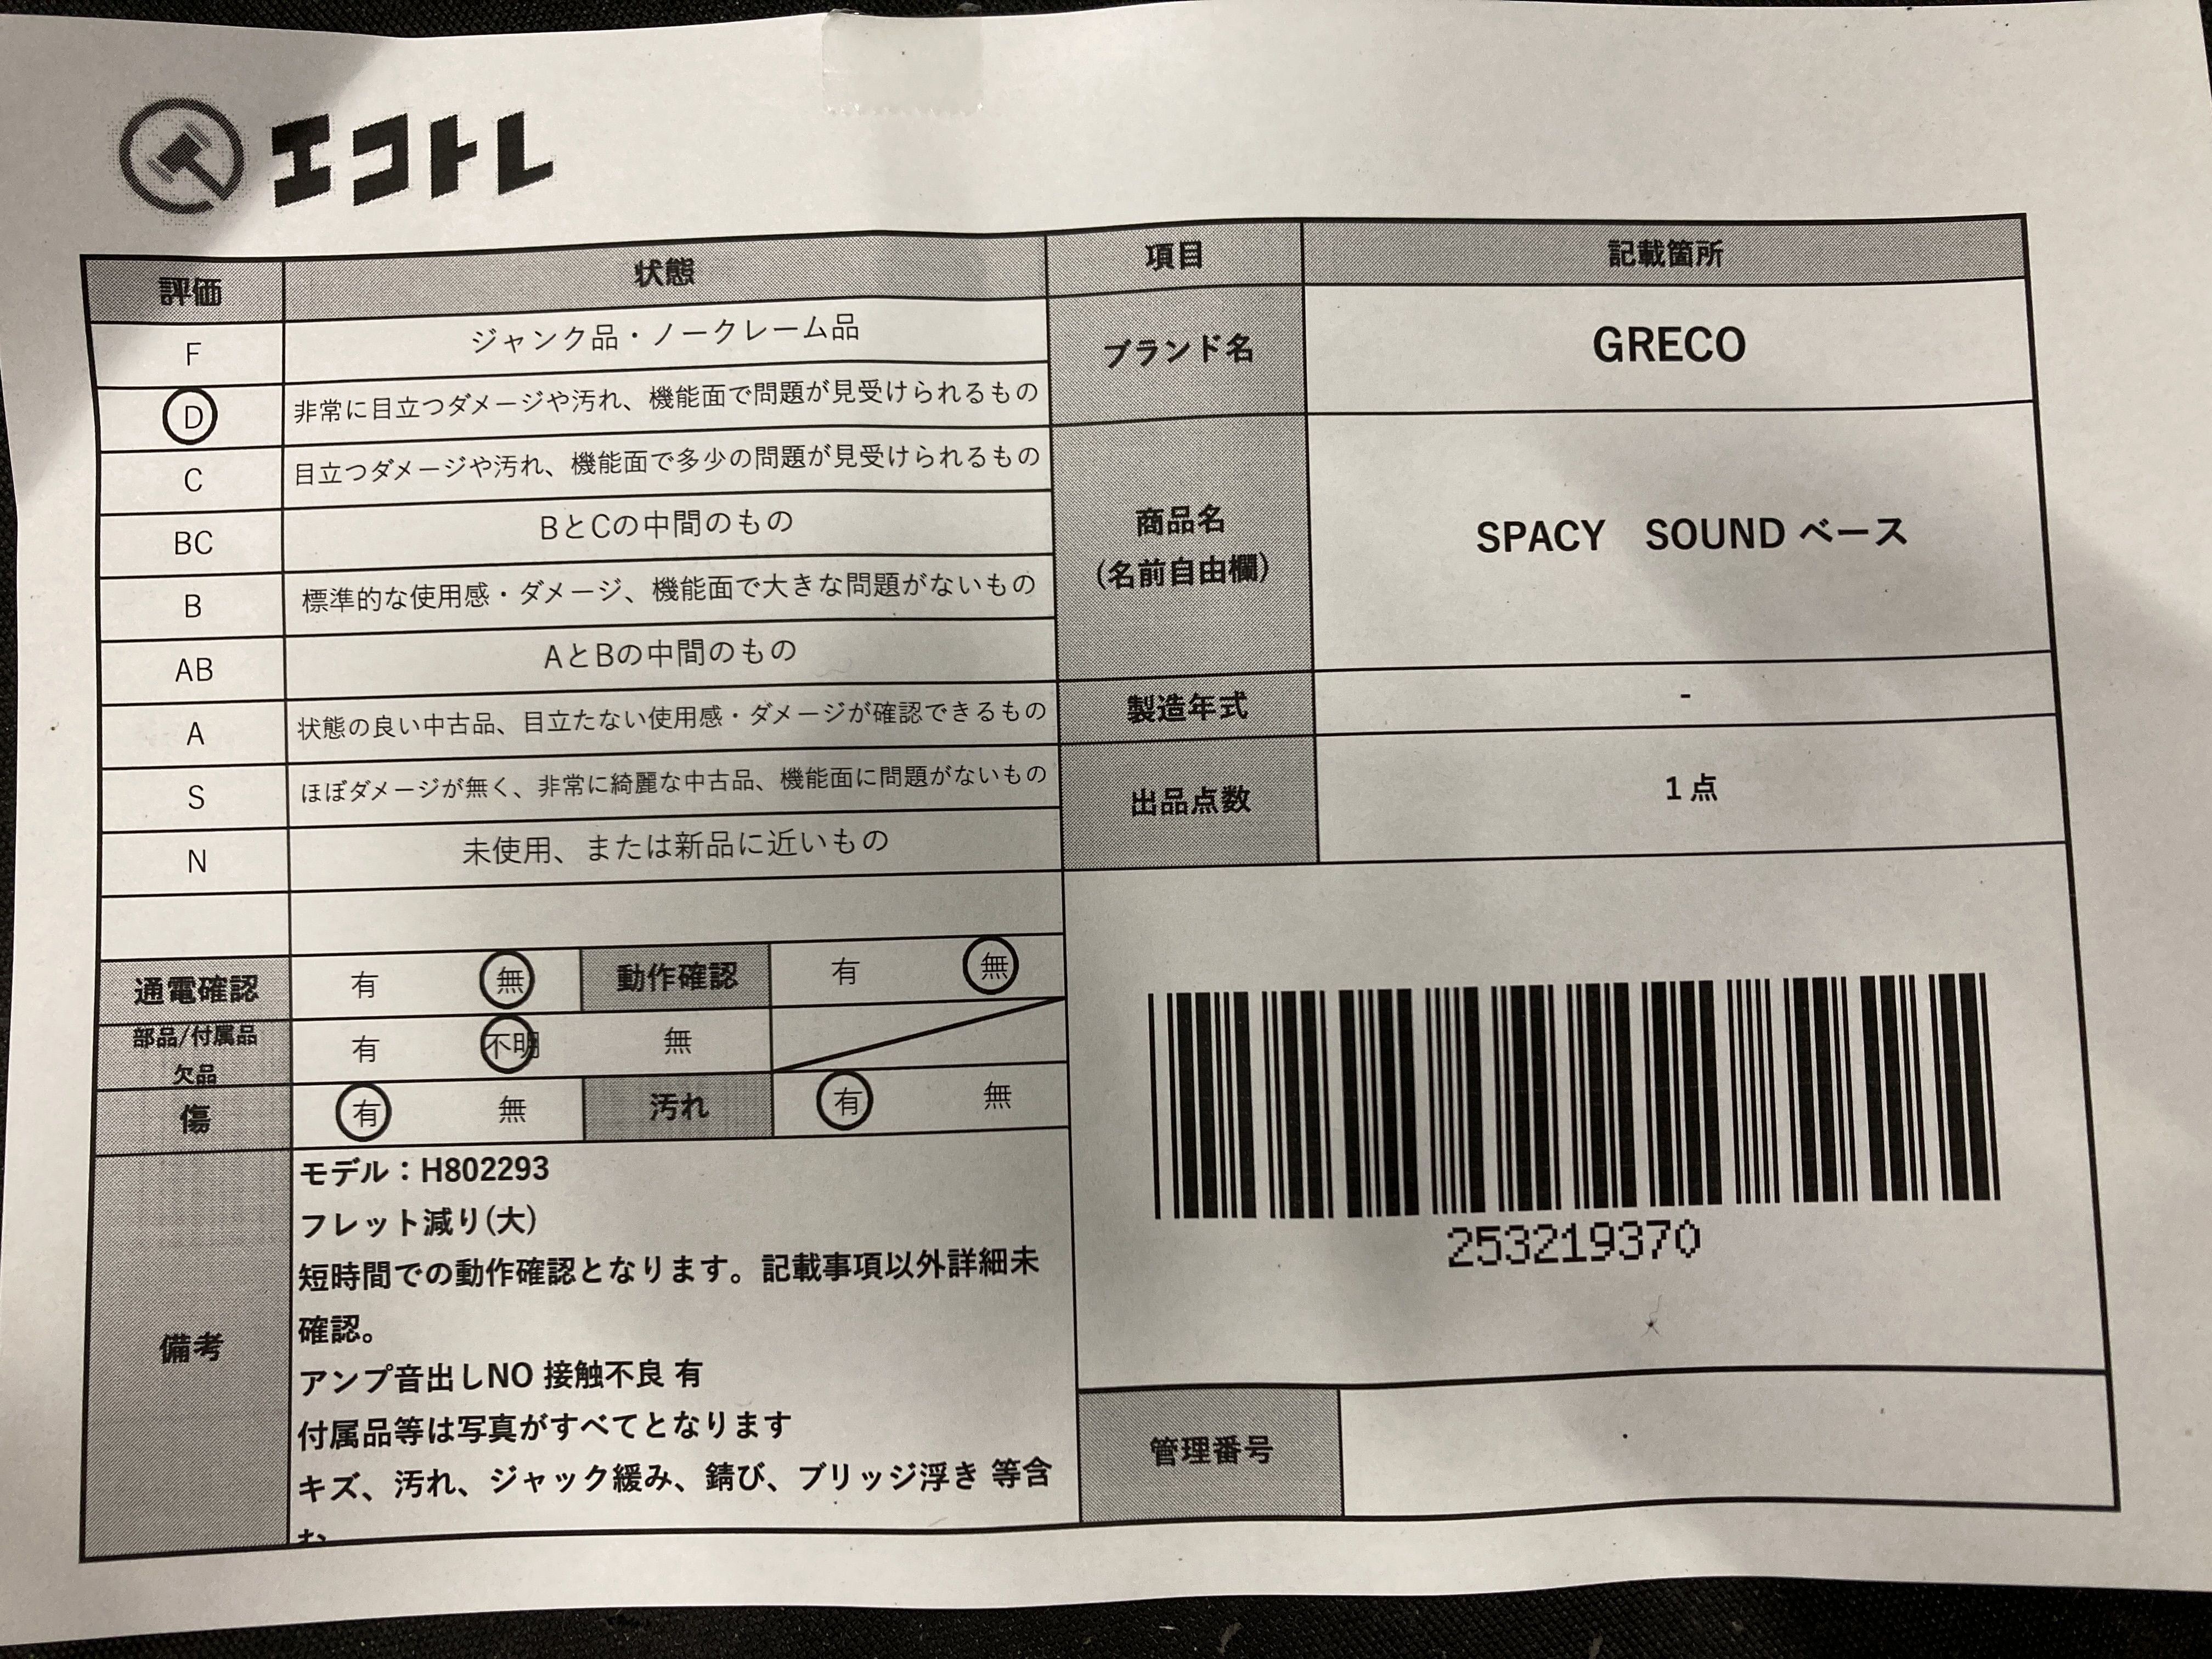 エコトレ
評価 状態
F ジャンク品・ノークレーム品
D 非常に目立つダメージや汚れ、機能面で問題が見受けられるもの
C 目立つダメージや汚れ、機能面で多少の問題が見受けられるもの
BC BとCの中間のもの
B 標準的な使用感・ダメージ、機能面で大きな問題がないもの
AB AとBの中間のもの
A 状態の良い中古品、目立たない使用感・ダメージが確認できるもの
S ほぼダメージが無く、非常に綺麗な中古品、機能面に問題がないもの
N 未使用、または新品に近いもの
通電確認 有 無 動作確認 有 無
部品/付属品
欠品 有 不明 無
傷 有 無 汚れ 有 無
備考
モデル：H802293
フレット減り(大)
短時間での動作確認となります。記載事項以外詳細未
確認。
アンプ音出しNO 接触不良 有
付属品等は写真がすべてとなります
キズ、汚れ、ジャック緩み、錆び、ブリッジ浮き 等含
む
項目 記載箇所
ブランド名 GRECO
商品名
(名前自由欄)
SPACY SOUND ベース
製造年式 -
出品点数 1点
253219370
管理番号